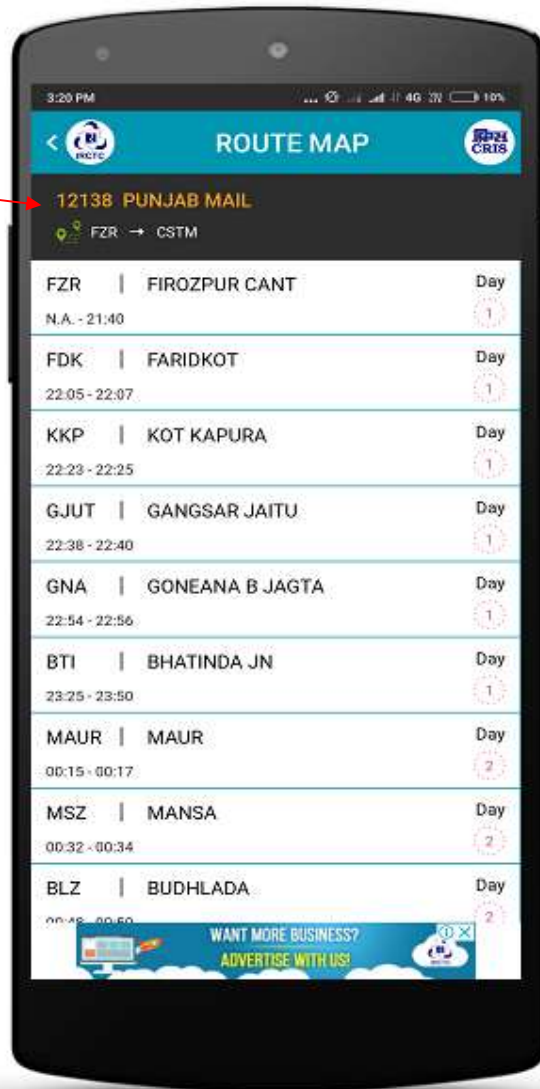 3:20 PM ... 4G 10%
IRCTC ROUTE MAP क्रिस CRIS
12138 PUNJAB MAIL
FZR → CSTM
FZR | FIROZPUR CANT Day
N.A. - 21:40 1
FDK | FARIDKOT Day
22:05 - 22:07 1
KKP | KOT KAPURA Day
22:23 - 22:25 1
GJUT | GANGSAR JAITU Day
22:38 - 22:40 1
GNA | GONEANA B JAGTA Day
22:54 - 22:56 1
BTI | BHATINDA JN Day
23:25 - 23:50 1
MAUR | MAUR Day
00:15 - 00:17 2
MSZ | MANSA Day
00:32 - 00:34 2
BLZ | BUDHLADA Day
00:48 - 00:50 2
WANT MORE BUSINESS?
ADVERTISE WITH US!